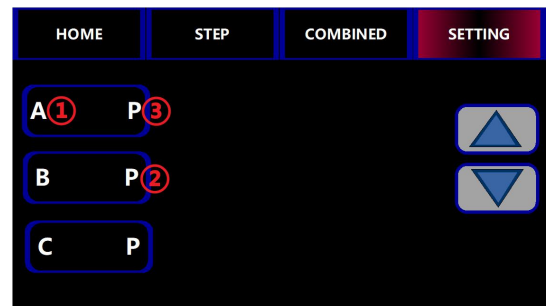 HOME STEP COMBINED SETTING
A① P③
B P②
C P